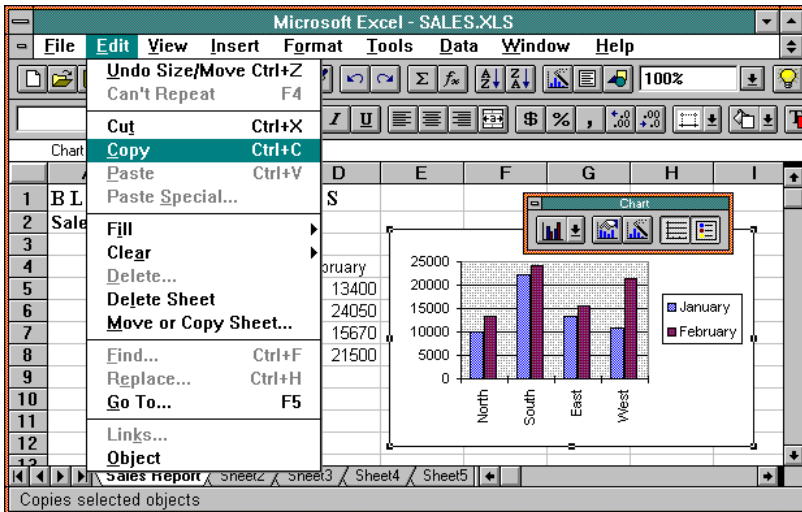 Microsoft Excel - SALES.XLS
File Edit View Insert Format Tools Data Window Help
Undo Size/Move Ctrl+Z
Can't Repeat F4
Cut Ctrl+X
Copy Ctrl+C
Paste Ctrl+V
Paste Special...
Fill
Clear
Delete...
Delete Sheet
Move or Copy Sheet...
Find... Ctrl+F
Replace... Ctrl+H
Go To... F5
Links...
Object
Σ fx 100%
I U $ % ,
Chart
D E F G H I
1 B L S
2 Sale
3
4 bruary
5 13400
6 24050
7 15670
8 21500
9
10
11
12
Chart
25000
20000
15000
10000
5000
0
North South East West
January
February
Sales Report Sheet2 Sheet3 Sheet4 Sheet5
Copies selected objects